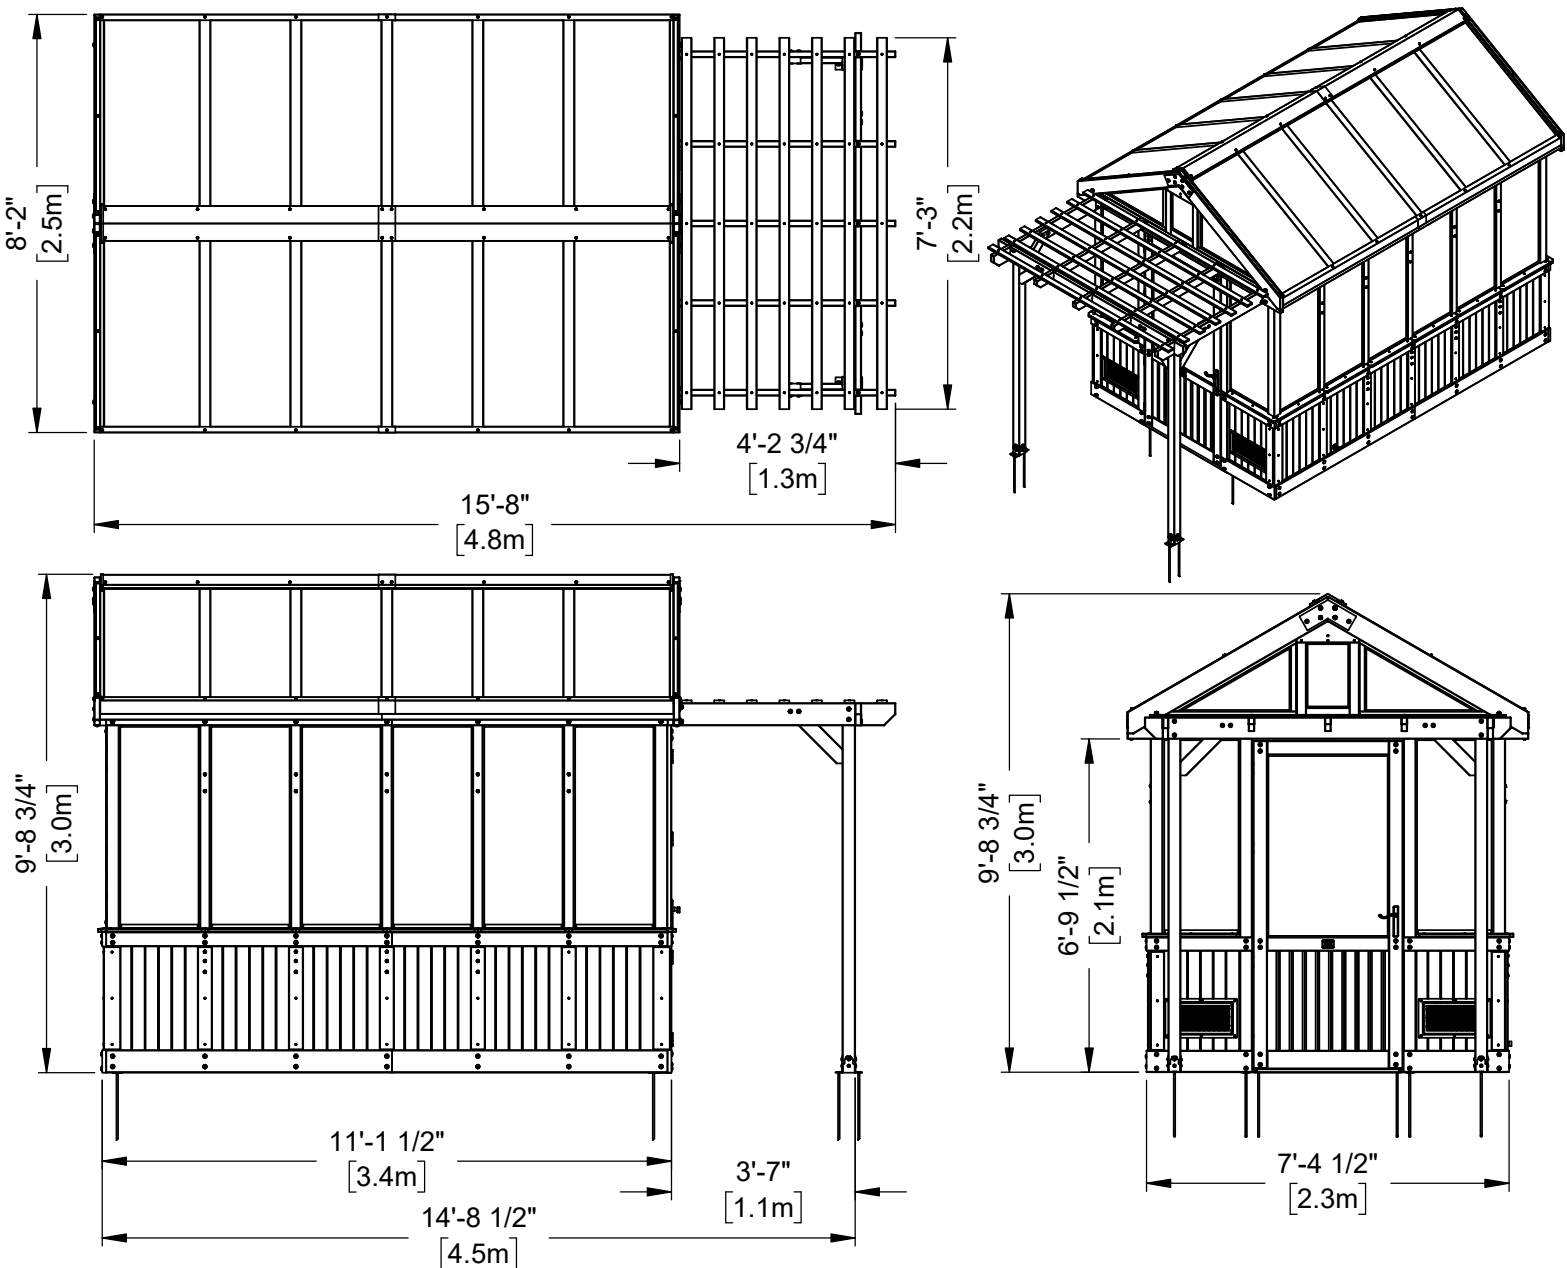 8'-2"
[2.5m]
7'-3"
[2.2m]
4'-2 3/4"
[1.3m]
15'-8"
[4.8m]
9'-8 3/4"
[3.0m]
11'-1 1/2"
[3.4m]
3'-7"
[1.1m]
14'-8 1/2"
[4.5m]
9'-8 3/4"
[3.0m]
6'-9 1/2"
[2.1m]
7'-4 1/2"
[2.3m]